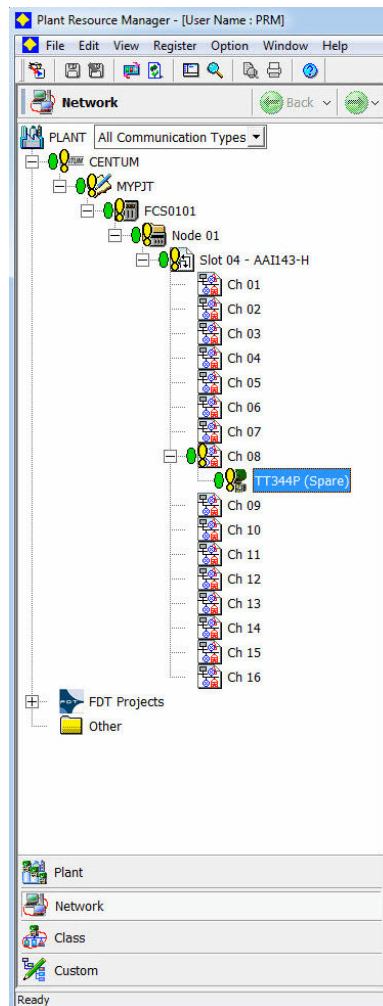 Plant Resource Manager - [User Name : PRM]
File Edit View Register Option Window Help
Network Back
PLANT All Communication Types
CENTUM
MYPJT
FCS0101
Node 01
Slot 04 - AAI143-H
Ch 01
Ch 02
Ch 03
Ch 04
Ch 05
Ch 06
Ch 07
Ch 08
TT344P (Spare)
Ch 09
Ch 10
Ch 11
Ch 12
Ch 13
Ch 14
Ch 15
Ch 16
FDT Projects
Other
Plant
Network
Class
Custom
Ready